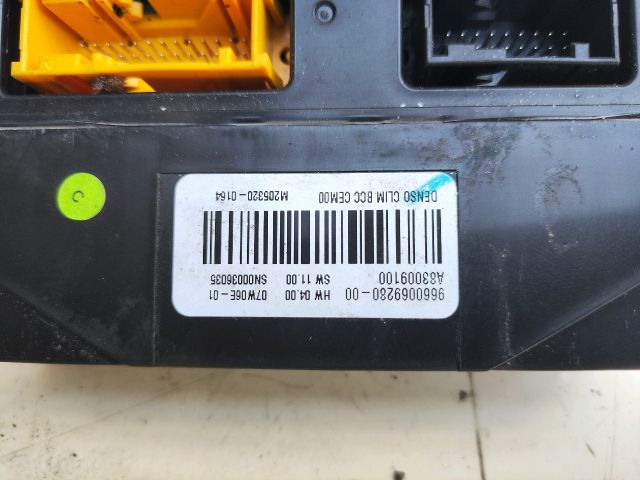 9660069280-00
A83009100
HW 04.00 07W06E-01
SW 11.00 SN00036035
DENSO CLIM BCC CEM00 M205320-0164
C